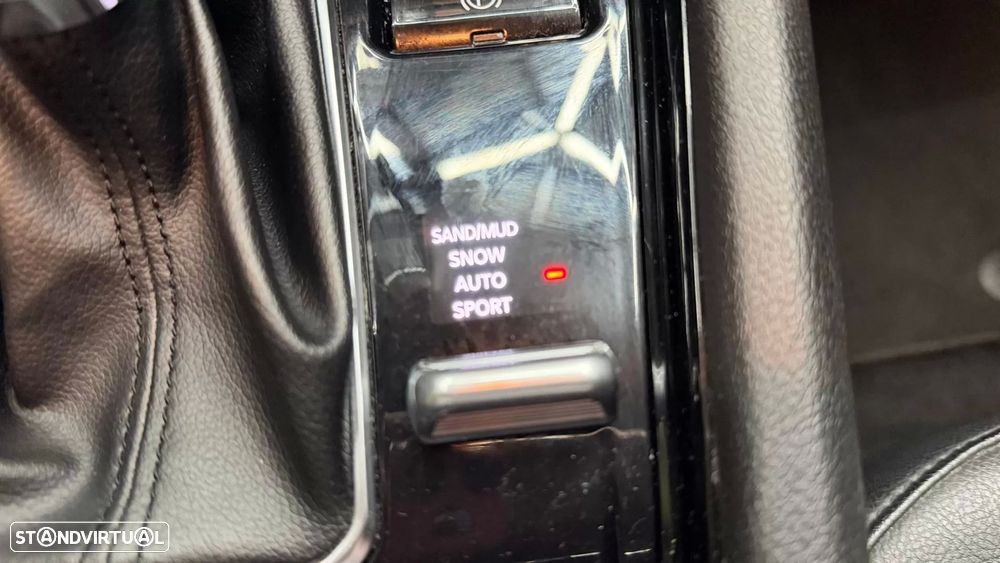 SAND/MUD
SNOW
AUTO
SPORT
STANDVIRTUAL